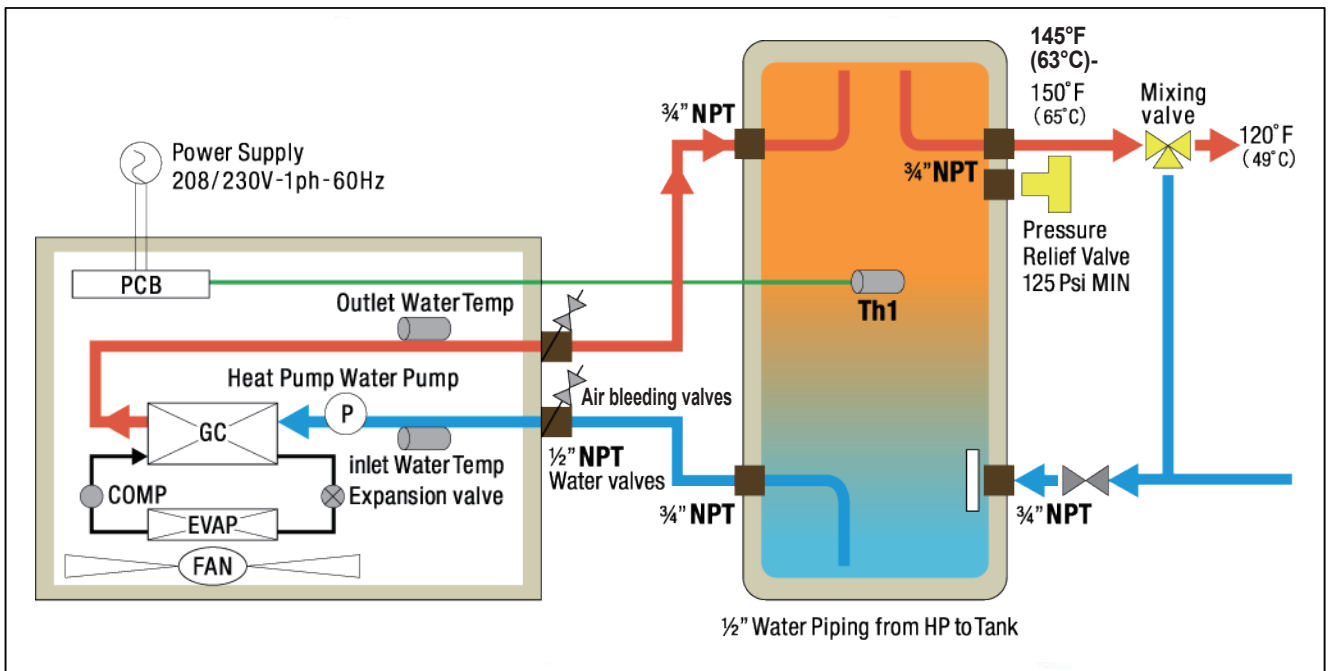 Power Supply
208/230V-1ph-60Hz
PCB
Outlet Water Temp
Heat Pump Water Pump
P
GC
inlet Water Temp
COMP
Expansion valve
EVAP
FAN
Air bleeding valves
½" NPT
Water valves
¾" NPT
¾" NPT
Th1
¾" NPT
145°F
(63°C)-
150°F
(65°C)
Mixing
valve
120°F
(49°C)
Pressure
Relief Valve
125 Psi MIN
¾" NPT
½" Water Piping from HP to Tank